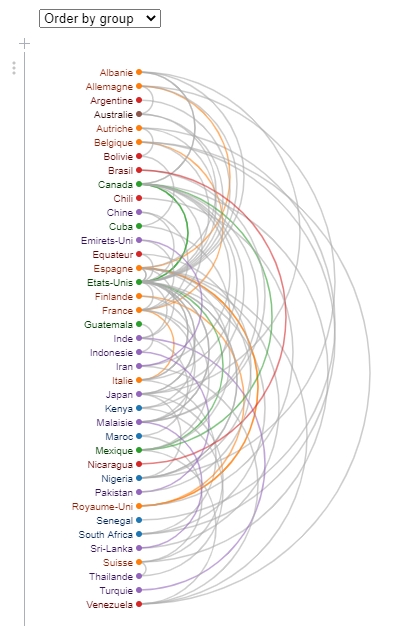 Order by group
Albanie
Allemagne
Argentine
Australie
Autriche
Belgique
Bolivie
Brasil
Canada
Chili
Chine
Cuba
Emirets-Uni
Equateur
Espagne
Etats-Unis
Finlande
France
Guatemala
Inde
Indonesie
Iran
Italie
Japan
Kenya
Malaisie
Maroc
Mexique
Nicaragua
Nigeria
Pakistan
Royaume-Uni
Senegal
South Africa
Sri-Lanka
Suisse
Thailande
Turquie
Venezuela